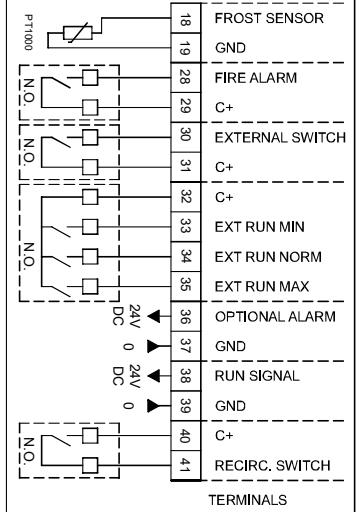 PT1000
18 FROST SENSOR
19 GND
N.O.
28 FIRE ALARM
29 C+
N.O.
30 EXTERNAL SWITCH
31 C+
N.O.
32 C+
33 EXT RUN MIN
34 EXT RUN NORM
35 EXT RUN MAX
24V
DC
36 OPTIONAL ALARM
0 37 GND
24V
DC
38 RUN SIGNAL
0 39 GND
N.O.
40 C+
41 RECIRC. SWITCH
TERMINALS